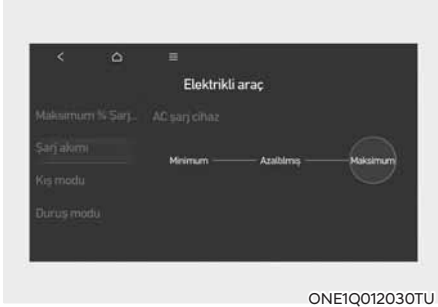 Elektrikli araç
Maksimum % Şarj... AC şarj cihaz
Şarj akımı
Minimum Azaltılmış Maksimum
Kış modu
Duruş modu
ONE1Q012030TU